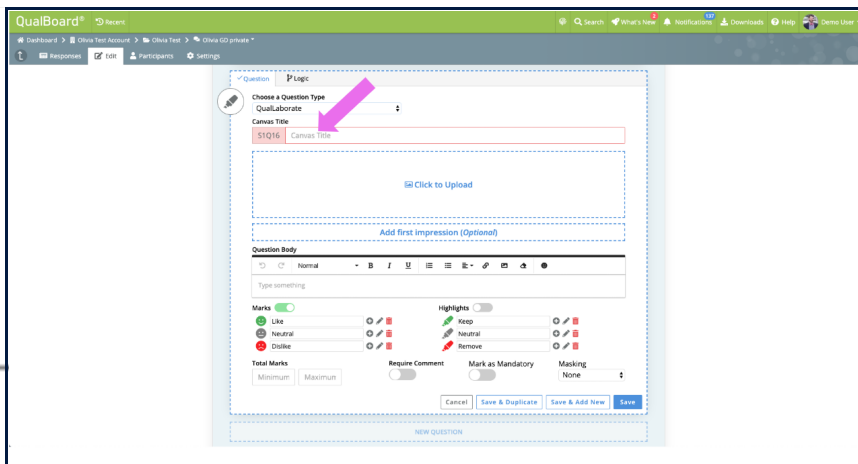 QualBoard® Recent Search What's New 2 Notifications 137 Downloads Help Demo User
Dashboard > Olivia Test Account > Olivia Test > Olivia GO private
Responses Edit Participants Settings
Question Logic
Choose a Question Type
QualLaborate
Canvas Title
S1Q16 Canvas Title
Click to Upload
Add first impression (Optional)
Question Body
Normal B I U
Type something
Marks Highlights
Like Keep
Neutral Neutral
Dislike Remove
Total Marks Require Comment Mark as Mandatory Masking
Minimum Maximum None
Cancel Save & Duplicate Save & Add New Save
NEW QUESTION